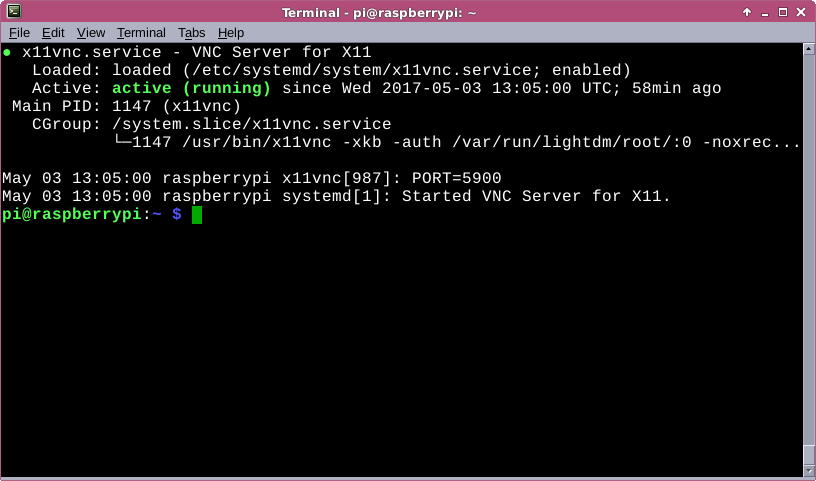 Terminal - pi@raspberrypi: ~
File Edit View Terminal Tabs Help
● x11vnc.service - VNC Server for X11
   Loaded: loaded (/etc/systemd/system/x11vnc.service; enabled)
   Active: active (running) since Wed 2017-05-03 13:05:00 UTC; 58min ago
 Main PID: 1147 (x11vnc)
   CGroup: /system.slice/x11vnc.service
           └─1147 /usr/bin/x11vnc -xkb -auth /var/run/lightdm/root/:0 -noxrec...
May 03 13:05:00 raspberrypi x11vnc[987]: PORT=5900
May 03 13:05:00 raspberrypi systemd[1]: Started VNC Server for X11.
pi@raspberrypi:~ $